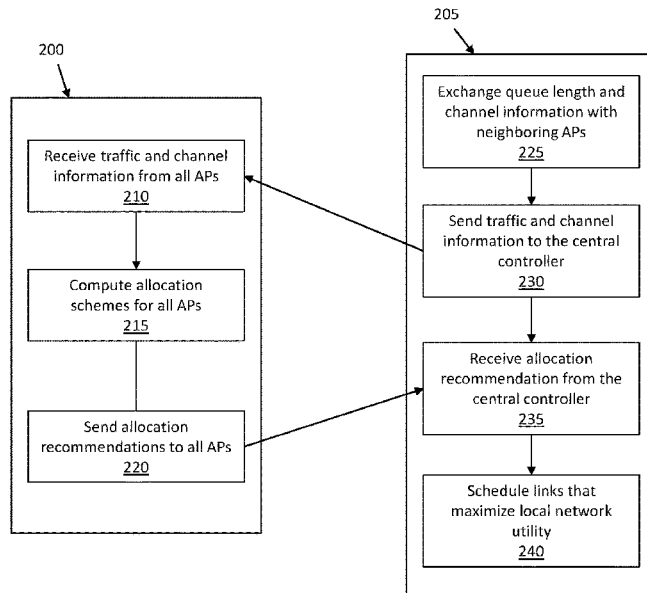 200
Receive traffic and channel
information from all APs
210
Compute allocation
schemes for all APs
215
Send allocation
recommendations to all APs
220
205
Exchange queue length and
channel information with
neighboring APs
225
Send traffic and channel
information to the central
controller
230
Receive allocation
recommendation from the
central controller
235
Schedule links that
maximize local network
utility
240